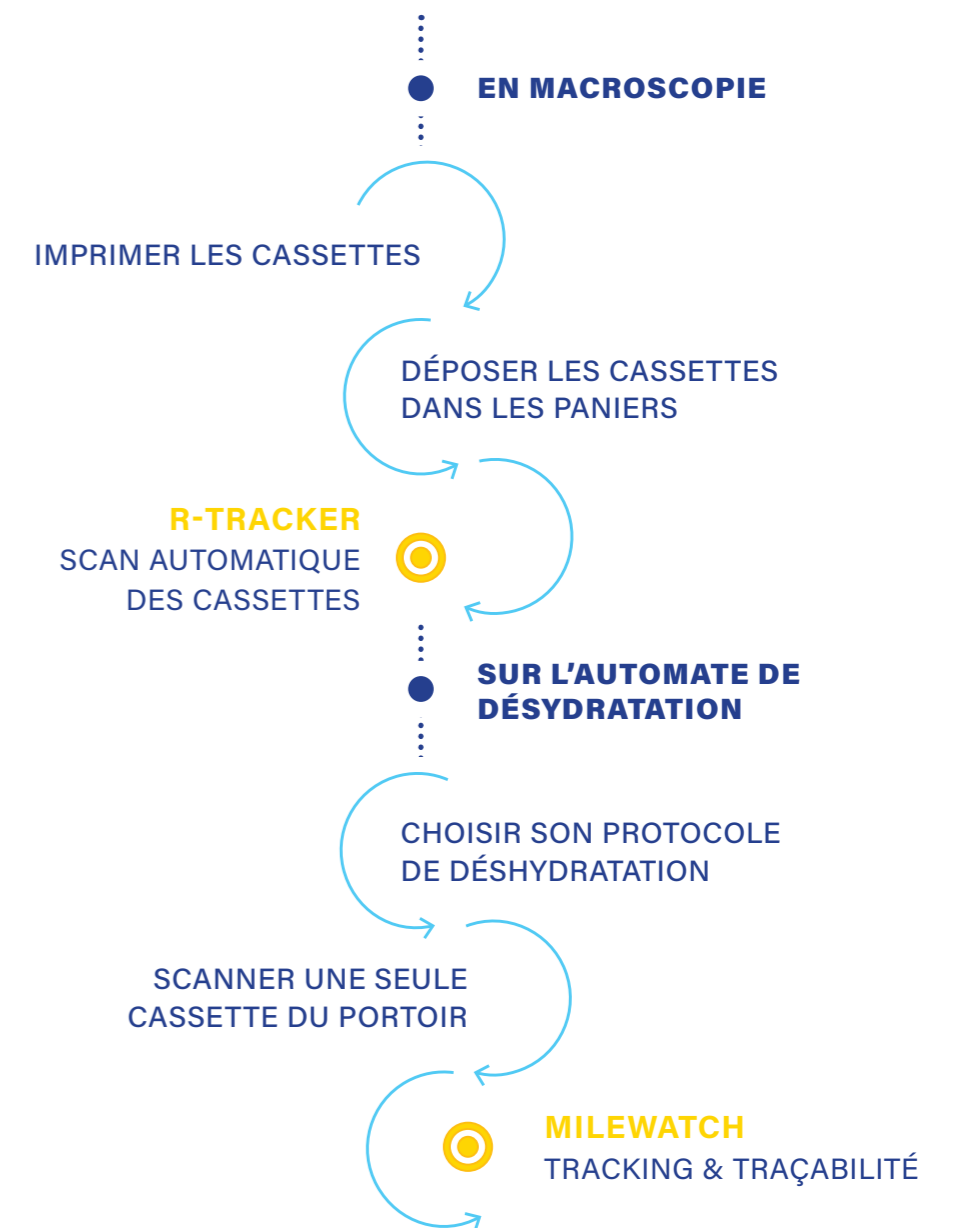 EN MACROSCOPIE
IMPRIMER LES CASSETTES
DÉPOSER LES CASSETTES
DANS LES PANIERS
R-TRACKER
SCAN AUTOMATIQUE
DES CASSETTES
SUR L’AUTOMATE DE
DÉSYDRATATION
CHOISIR SON PROTOCOLE
DE DÉSHYDRATATION
SCANNER UNE SEULE
CASSETTE DU PORTOIR
MILEWATCH
TRACKING & TRAÇABILITÉ